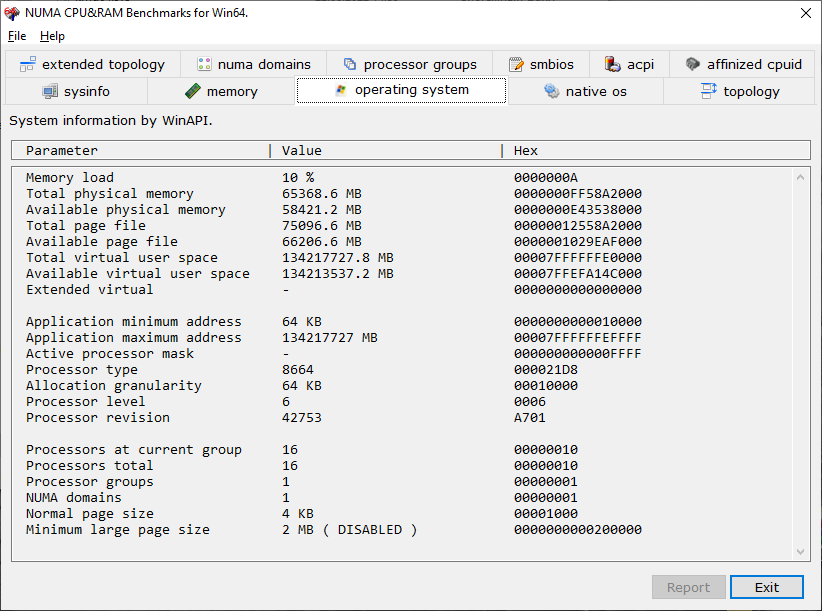 NUMA CPU&RAM Benchmarks for Win64.
File Help
extended topology numa domains processor groups smbios acpi affinized cpuid
sysinfo memory operating system native os topology
System information by WinAPI.
Parameter Value Hex
Memory load 10 % 0000000A
Total physical memory 65368.6 MB 0000000FF58A2000
Available physical memory 58421.2 MB 0000000E43538000
Total page file 75096.6 MB 00000012558A2000
Available page file 66206.6 MB 0000001029EAF000
Total virtual user space 134217727.8 MB 00007FFFFFFE0000
Available virtual user space 134213537.2 MB 00007FFEFA14C000
Extended virtual - 0000000000000000
Application minimum address 64 KB 0000000000010000
Application maximum address 134217727 MB 00007FFFFFFEFFFF
Active processor mask - 000000000000FFFF
Processor type 8664 000021D8
Allocation granularity 64 KB 00010000
Processor level 6 0006
Processor revision 42753 A701
Processors at current group 16 00000010
Processors total 16 00000010
Processor groups 1 00000001
NUMA domains 1 00000001
Normal page size 4 KB 00001000
Minimum large page size 2 MB ( DISABLED ) 0000000000200000
Report Exit